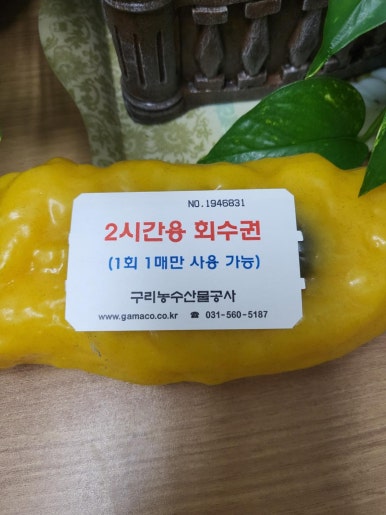 NO.1946831
2시간용 회수권
(1회 1매만 사용 가능)
구리농수산물공사
www.gamaco.co.kr ☎ 031-560-5187